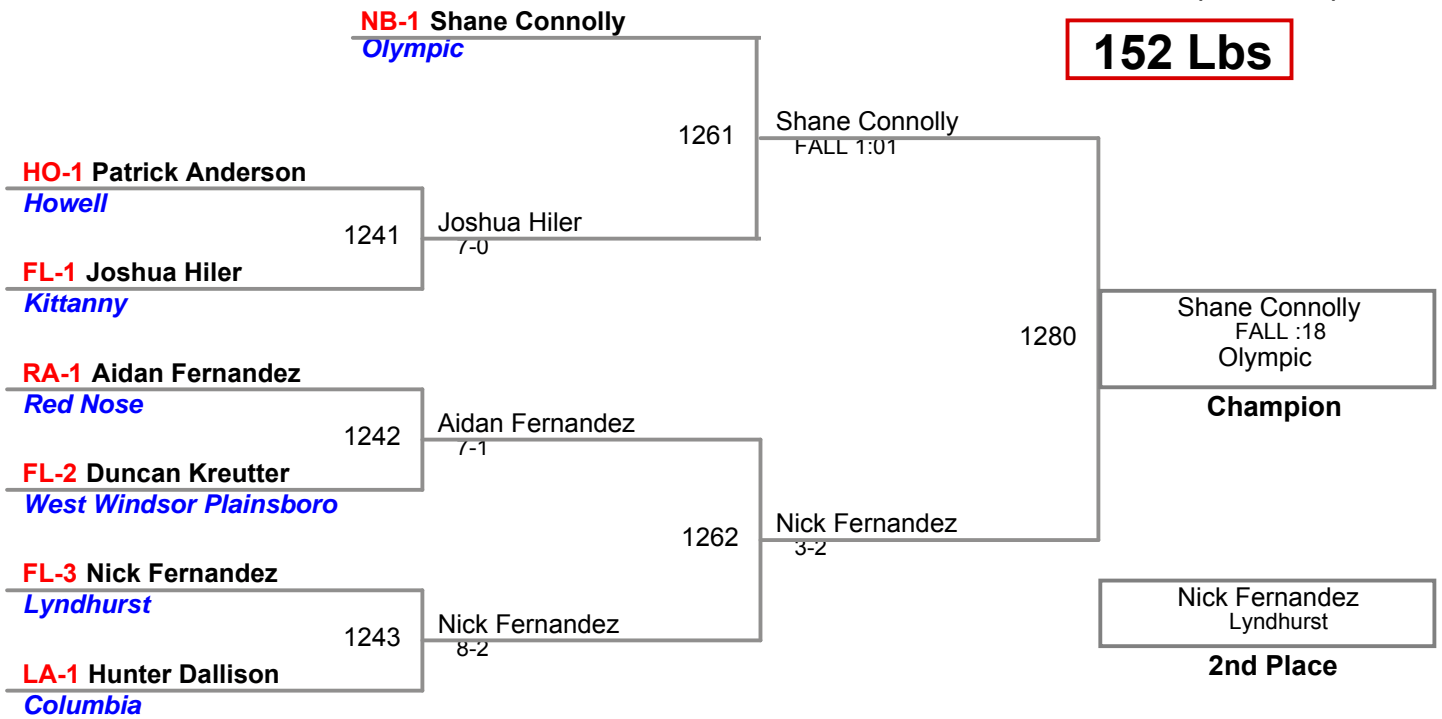 NB-1 Shane Connolly
Olympic
152 Lbs
1261
Shane Connolly
FALL 1:01
HO-1 Patrick Anderson
Howell
1241
Joshua Hiler
7-0
FL-1 Joshua Hiler
Kittanny
1280
Shane Connolly
FALL :18
Olympic
Champion
RA-1 Aidan Fernandez
Red Nose
1242
Aidan Fernandez
7-1
FL-2 Duncan Kreutter
West Windsor Plainsboro
1262
Nick Fernandez
3-2
FL-3 Nick Fernandez
Lyndhurst
1243
Nick Fernandez
8-2
LA-1 Hunter Dallison
Columbia
Nick Fernandez
Lyndhurst
2nd Place